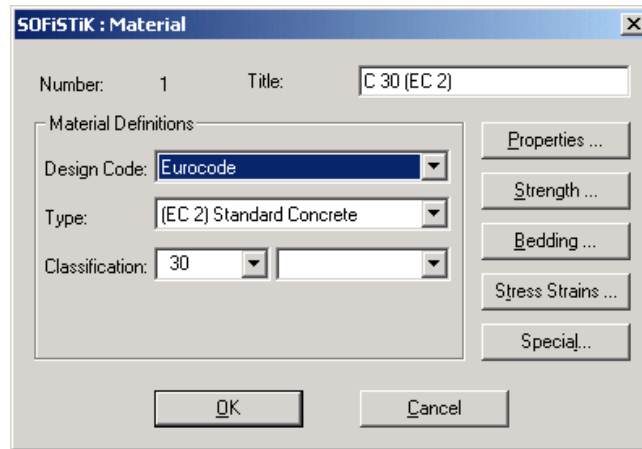 SOFiSTiK : Material
Number: 1 Title: C 30 (EC 2)
Material Definitions
Design Code: Eurocode
Type: (EC 2) Standard Concrete
Classification: 30
Properties ...
Strength ...
Bedding ...
Stress Strains ...
Special...
OK Cancel